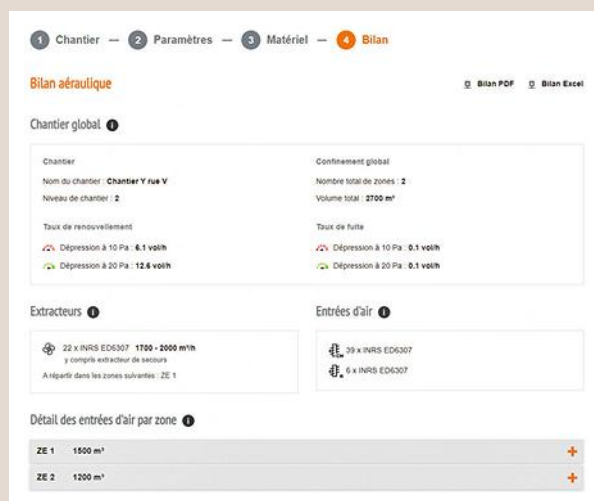 1 Chantier — 2 Paramètres — 3 Matériel — 4 Bilan
Bilan aéraulique
Bilan PDF Bilan Excel
Chantier global i
Chantier
Nom du chantier : Chantier Y rue V
Niveau de chantier : 2
Confinement global
Nombre total de zones : 2
Volume total : 2700 m³
Taux de renouvellement
Dépression à 10 Pa : 6.1 vol/h
Dépression à 20 Pa : 12.6 vol/h
Taux de fuite
Dépression à 10 Pa : 0.1 vol/h
Dépression à 20 Pa : 0.1 vol/h
Extracteurs i
22 x INRS ED6307 1700 - 2000 m³/h
y compris extracteur de secours
A répartir dans les zones suivantes : ZE 1
Entrées d'air i
39 x INRS ED6307
6 x INRS ED6307
Détail des entrées d'air par zone i
ZE 1 1500 m³ +
ZE 2 1200 m³ +